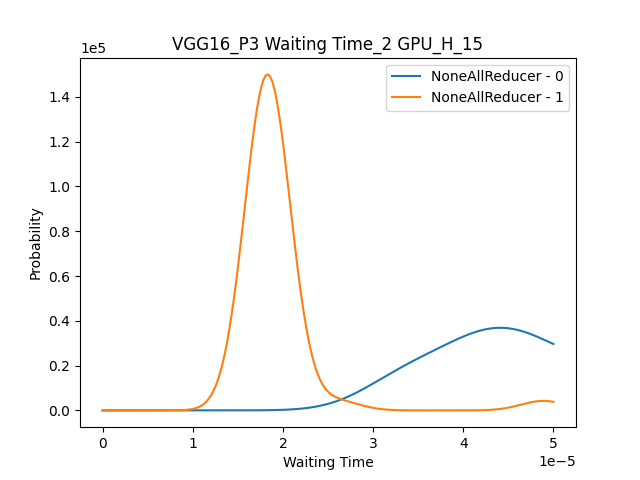 VGG16_P3 Waiting Time_2 GPU_H_15
1e5
NoneAllReducer - 0
NoneAllReducer - 1
1.4
1.2
1.0
0.8
0.6
0.4
0.2
0.0
Probability
0 1 2 3 4 5
Waiting Time
1e−5